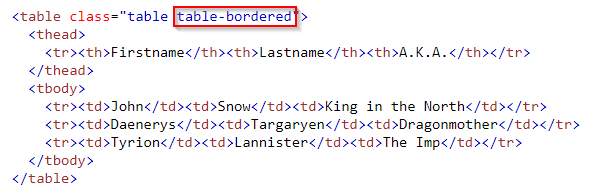 <table class="table table-bordered">
<thead>
<tr><th>Firstname</th><th>Lastname</th><th>A.K.A.</th></tr>
</thead>
<tbody>
<tr><td>John</td><td>Snow</td><td>King in the North</td></tr>
<tr><td>Daenerys</td><td>Targaryen</td><td>Dragonmother</td></tr>
<tr><td>Tyrion</td><td>Lannister</td><td>The Imp</td></tr>
</tbody>
</table>